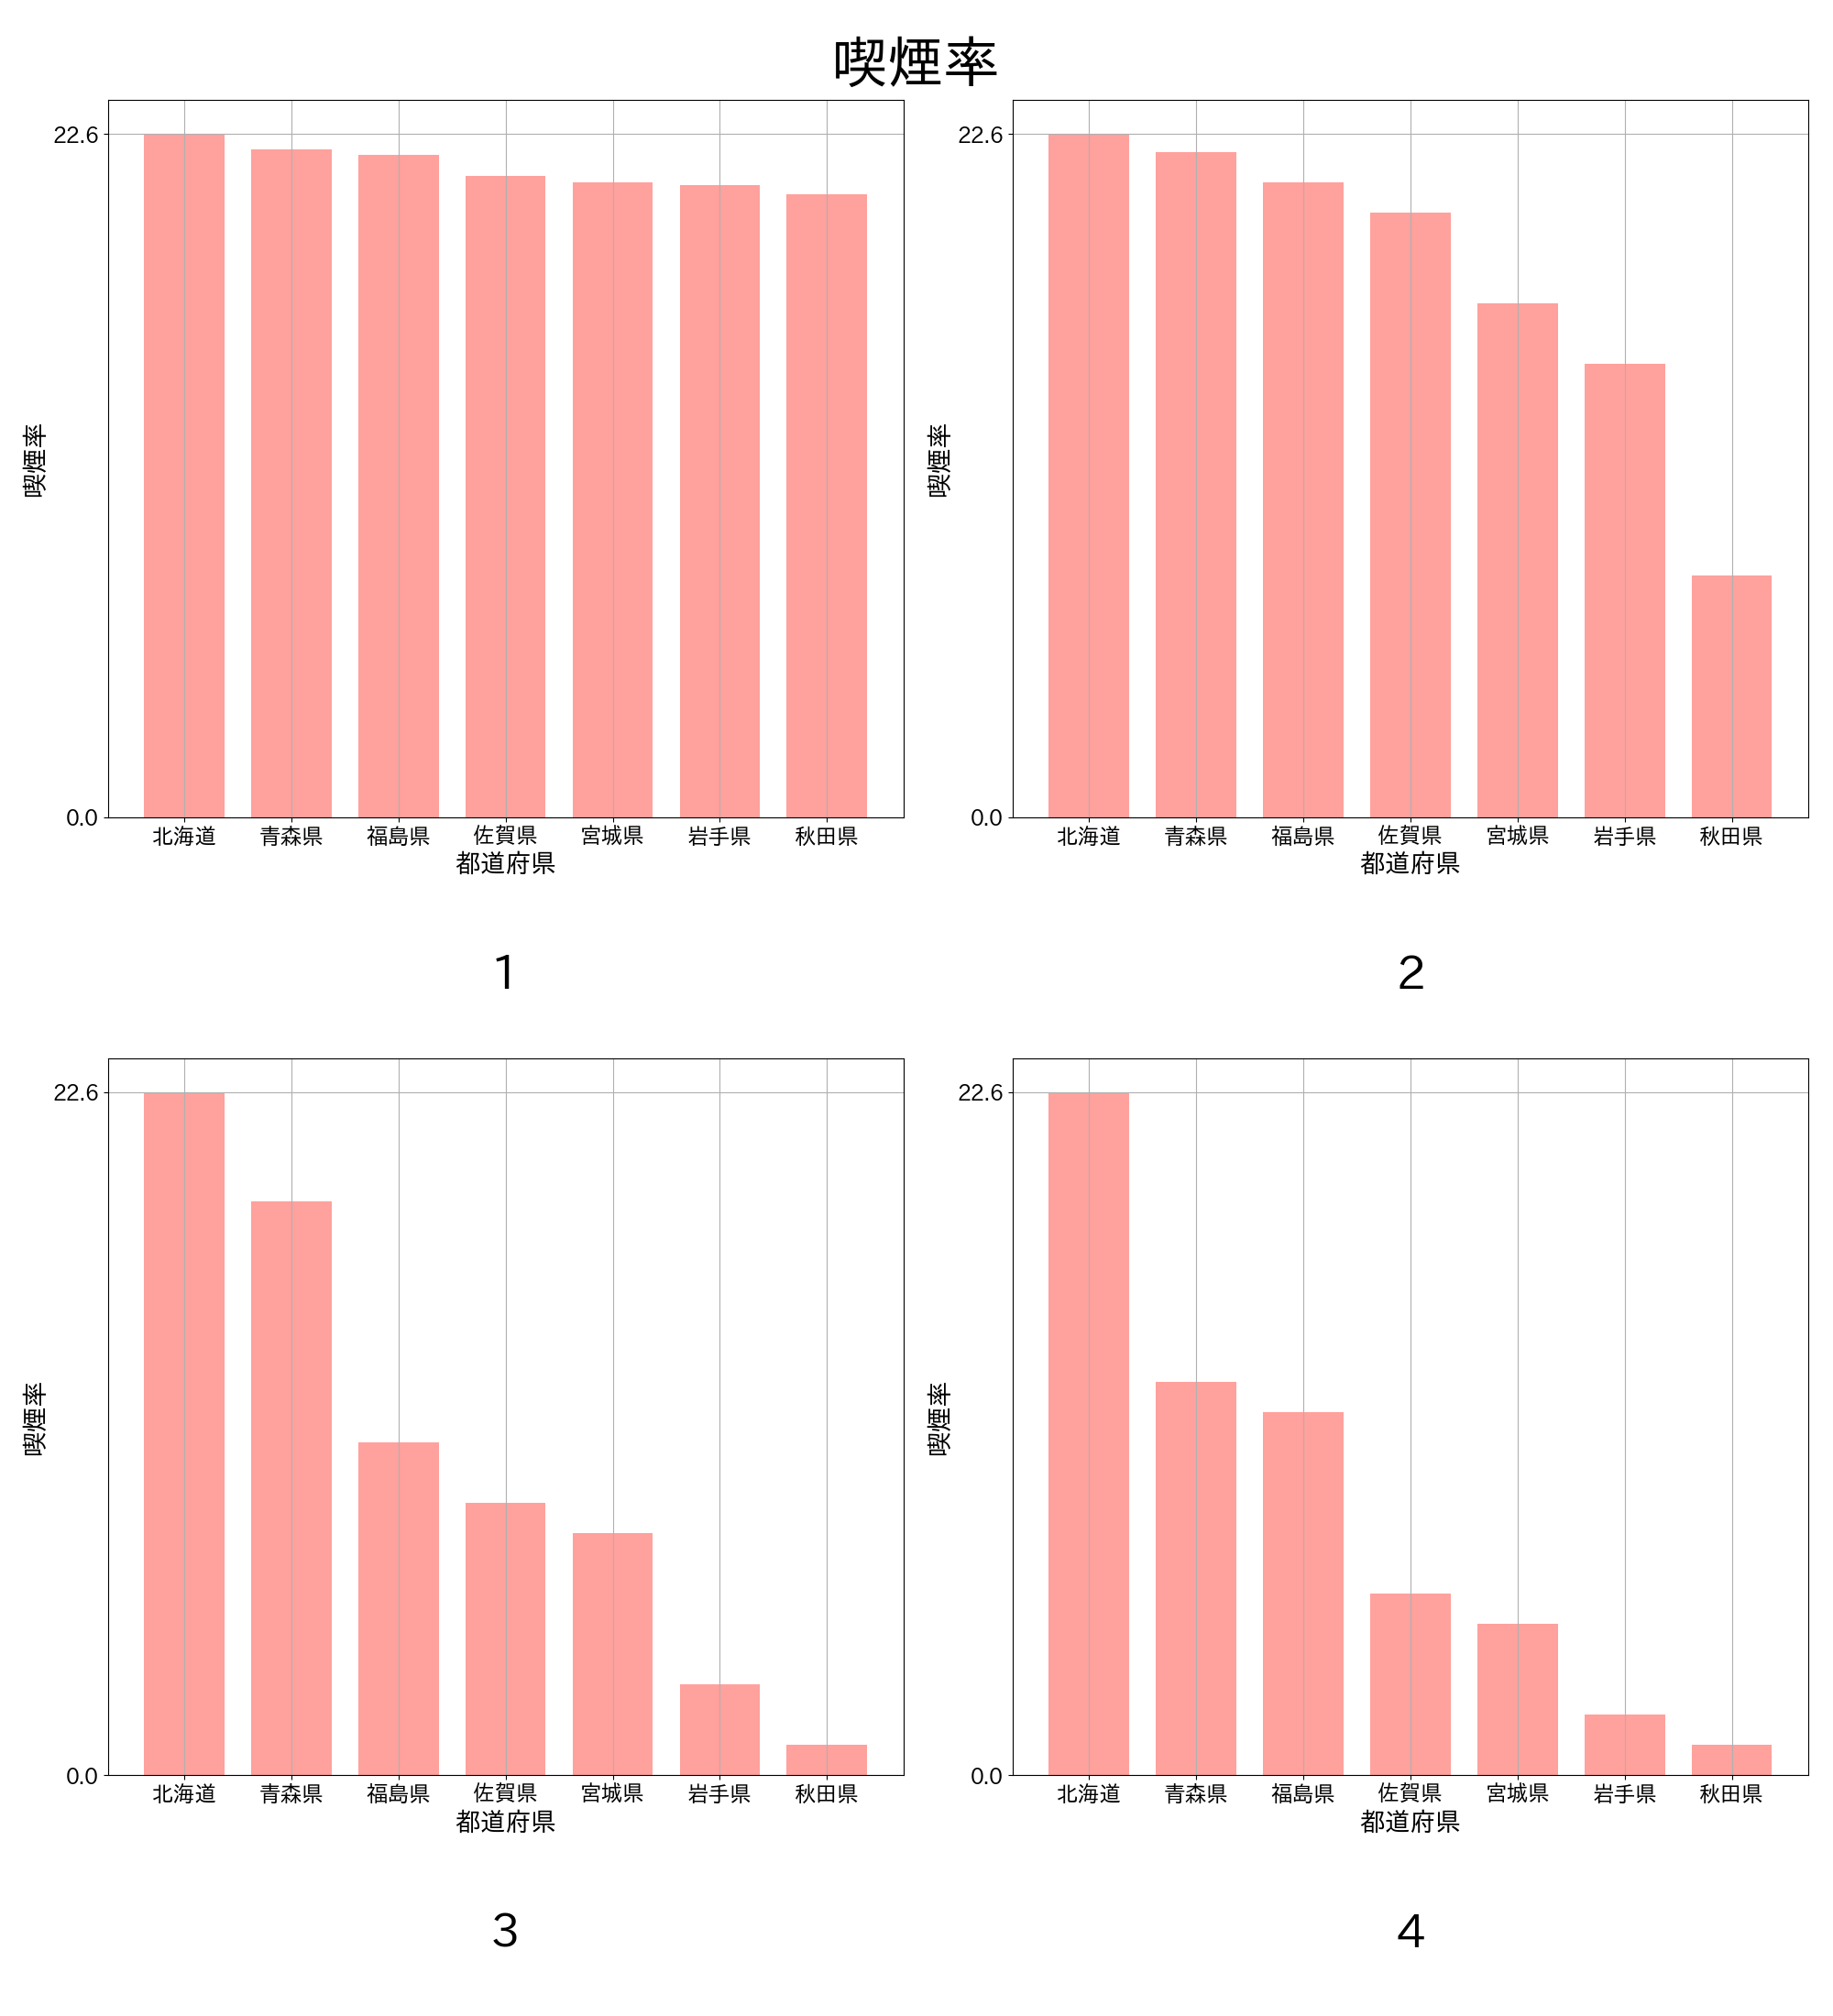 喫煙率
22.6
0.0
喫煙率
北海道 青森県 福島県 佐賀県 宮城県 岩手県 秋田県
都道府県
1
22.6
0.0
喫煙率
北海道 青森県 福島県 佐賀県 宮城県 岩手県 秋田県
都道府県
2
22.6
0.0
喫煙率
北海道 青森県 福島県 佐賀県 宮城県 岩手県 秋田県
都道府県
3
22.6
0.0
喫煙率
北海道 青森県 福島県 佐賀県 宮城県 岩手県 秋田県
都道府県
4